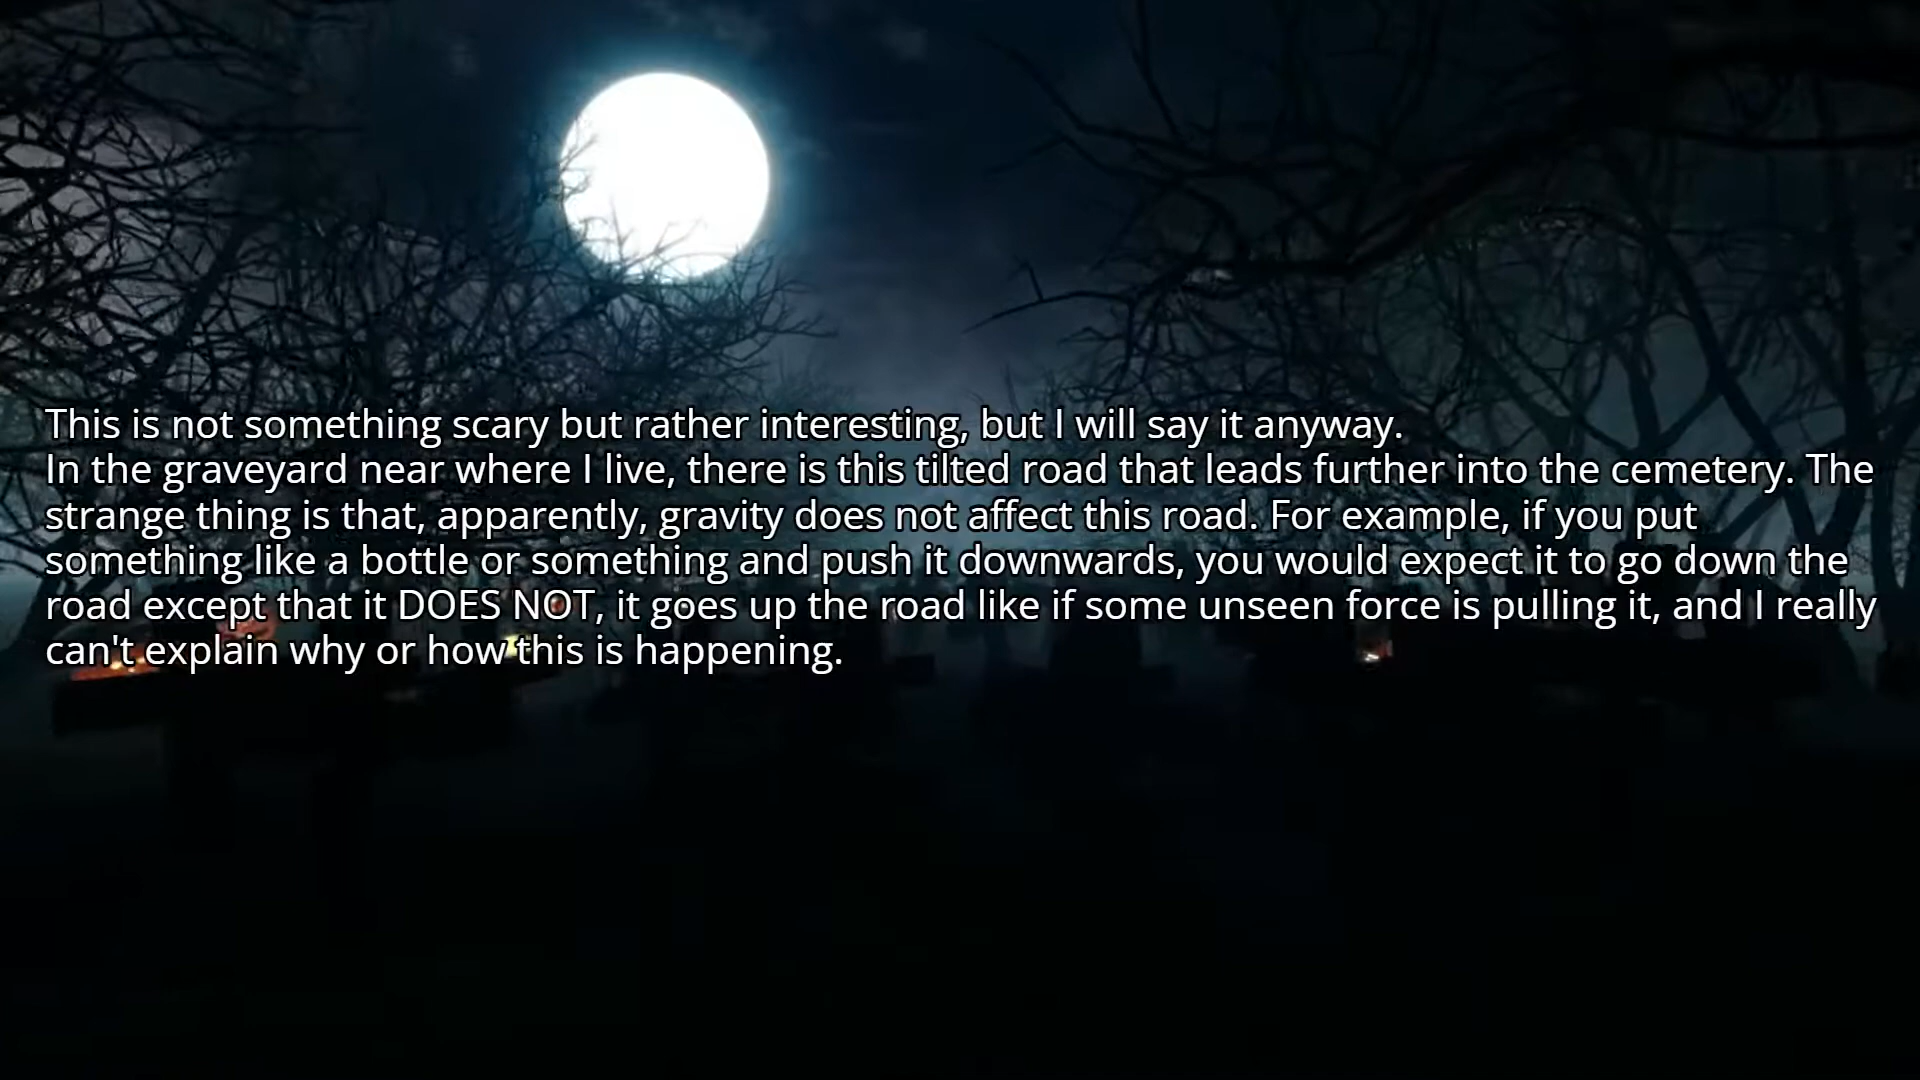 This is not something scary but rather interesting, but I will say it anyway.
In the graveyard near where I live, there is this tilted road that leads further into the cemetery. The
strange thing is that, apparently, gravity does not affect this road. For example, if you put
something like a bottle or something and push it downwards, you would expect it to go down the
road except that it DOES NOT, it goes up the road like if some unseen force is pulling it, and I really
can't explain why or how this is happening.